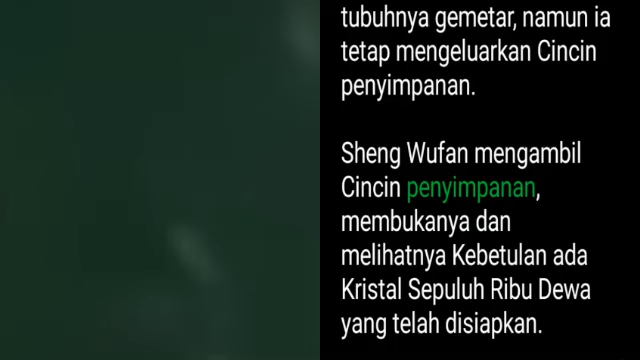 tubuhnya gemetar, namun ia
tetap mengeluarkan Cincin
penyimpanan.
Sheng Wufan mengambil
Cincin penyimpanan,
membukanya dan
melihatnya Kebetulan ada
Kristal Sepuluh Ribu Dewa
yang telah disiapkan.